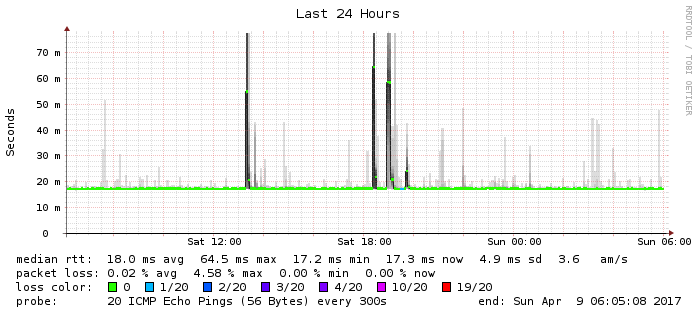 Last 24 Hours
RRDTOOL / TOBI OETIKER
Seconds
70 m
60 m
50 m
40 m
30 m
20 m
10 m
0
Sat 12:00 Sat 18:00 Sun 00:00 Sun 06:00
median rtt: 18.0 ms avg 64.5 ms max 17.2 ms min 17.3 ms now 4.9 ms sd 3.6 am/s
packet loss: 0.02 % avg 4.58 % max 0.00 % min 0.00 % now
loss color: 0 1/20 2/20 3/20 4/20 10/20 19/20
probe: 20 ICMP Echo Pings (56 Bytes) every 300s end: Sun Apr 9 06:05:08 2017